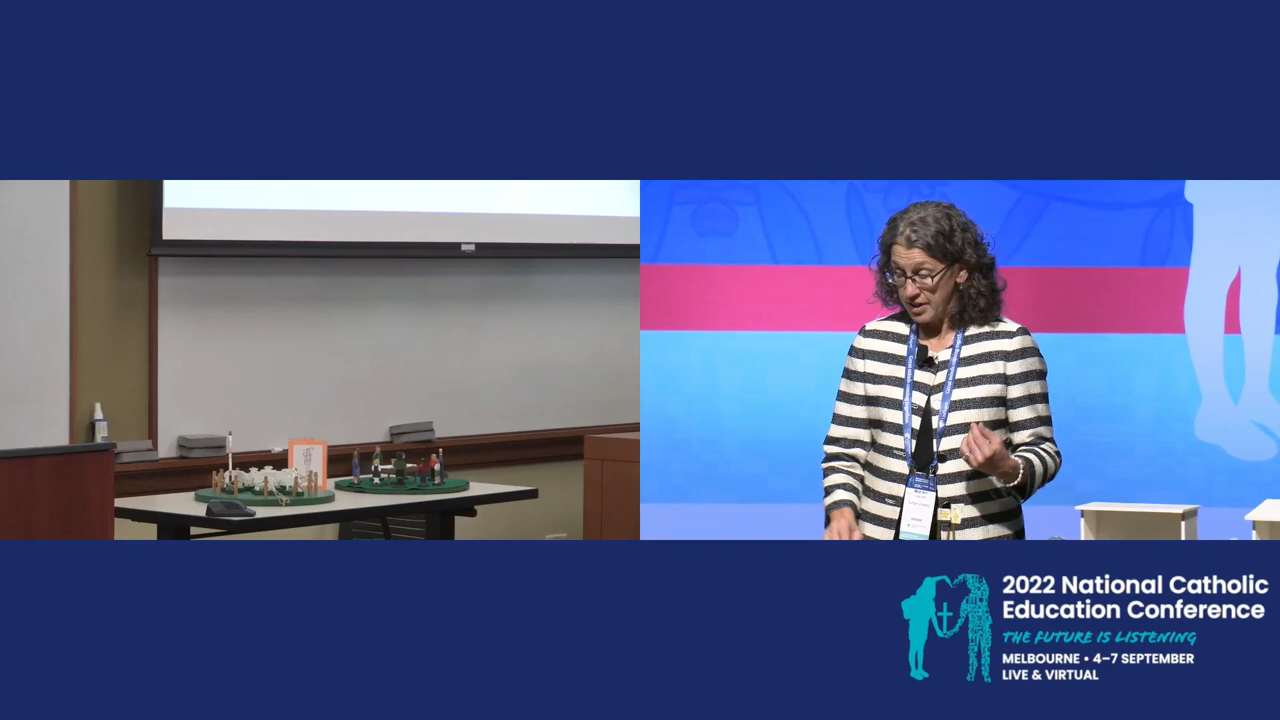 2022 National Catholic
Education Conference
THE FUTURE IS LISTENING
MELBOURNE • 4–7 SEPTEMBER
LIVE & VIRTUAL